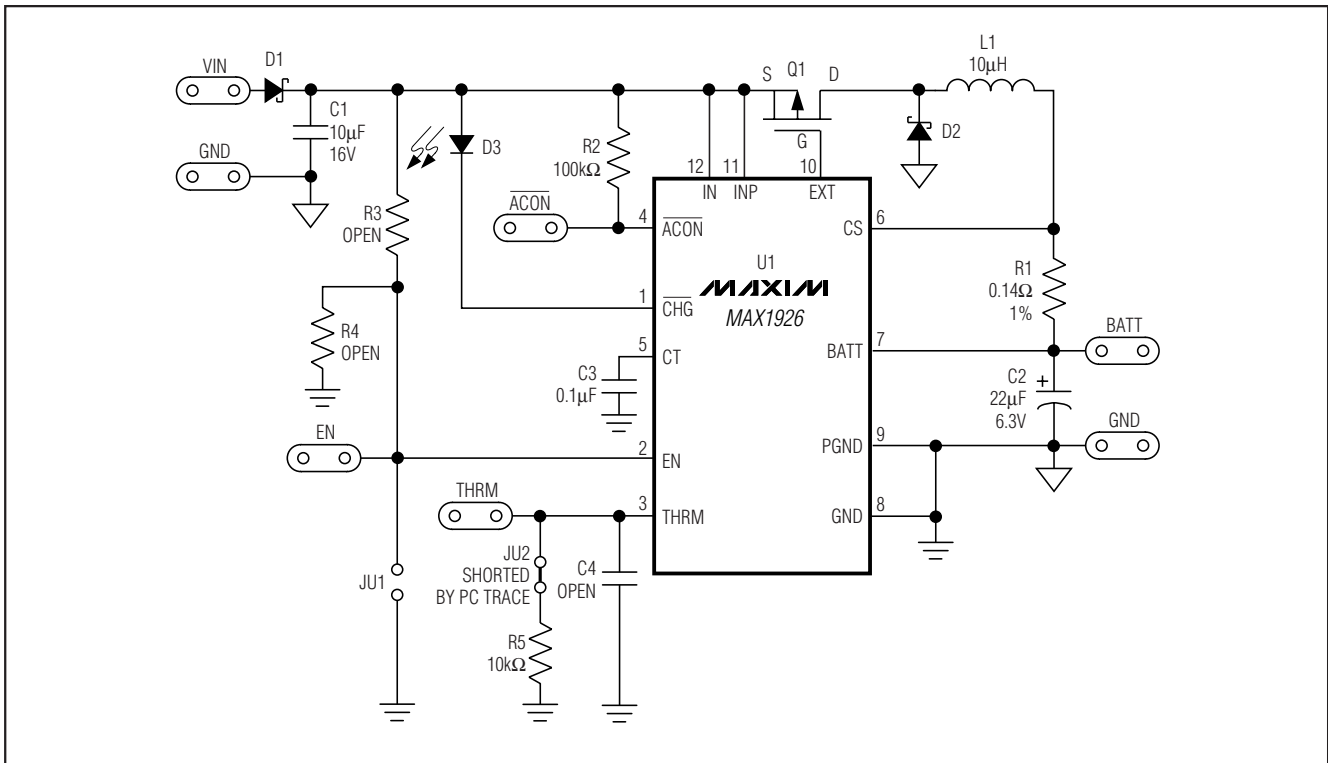 VIN
D1
C1
10µF
16V
GND
R3
OPEN
R4
OPEN
D3
R2
100kΩ
ACON
S
Q1
D
G
L1
10µH
D2
12
11
10
IN
INP
EXT
4
ACON
1
CHG
5
CT
C3
0.1µF
EN
2
EN
THRM
3
THRM
JU1
JU2
SHORTED
BY PC TRACE
C4
OPEN
R5
10kΩ
U1
MAXIM
MAX1926
CS
6
R1
0.14Ω
1%
BATT
7
BATT
C2
+
22µF
6.3V
PGND
9
GND
GND
8